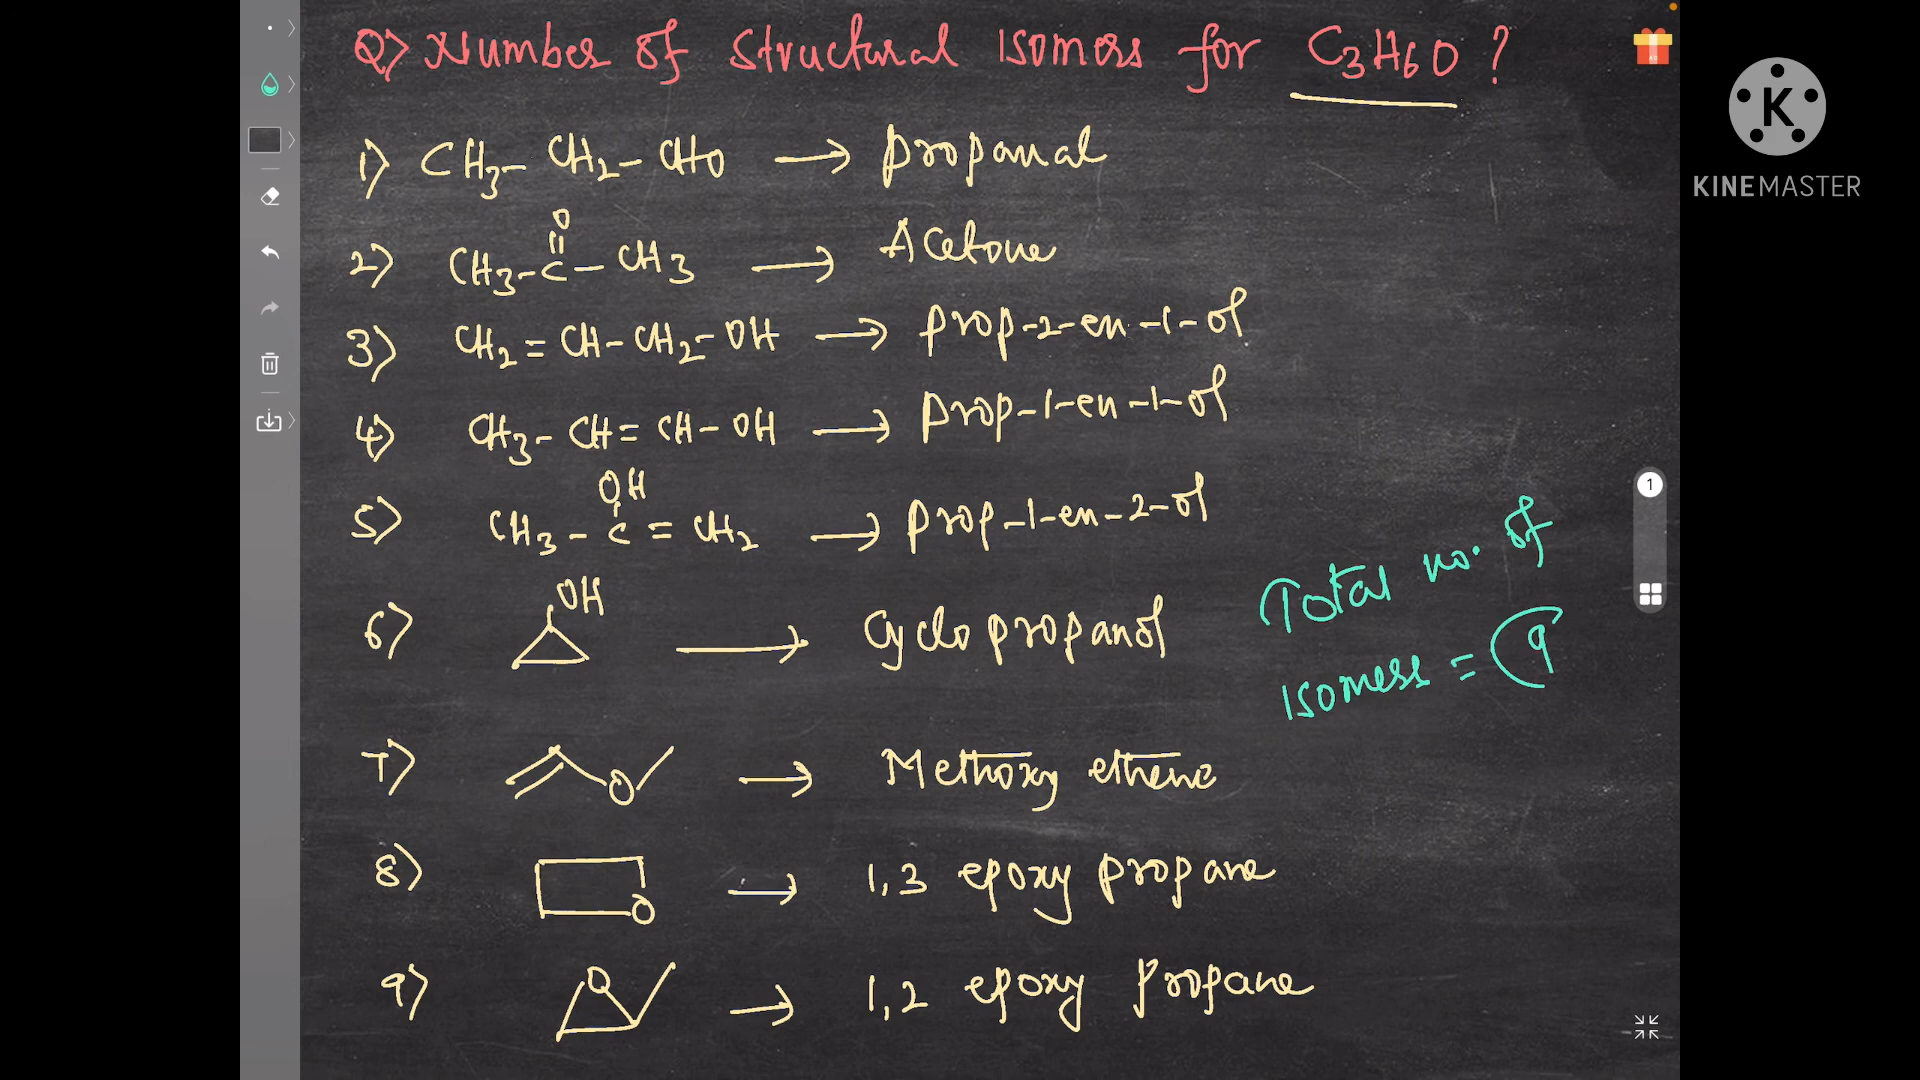 Q) Number of Structural Isomers for C3H6O ?
1) CH3 - CH2 - CHO → Propanal
O
2) CH3 - C - CH3 → Acetone
3) CH2 = CH - CH2 - OH → Prop-2-en-1-ol
4) CH3 - CH = CH - OH → Prop-1-en-1-ol
OH
5) CH3 - C = CH2 → Prop-1-en-2-ol
OH
6) → Cyclopropanol
7) O → Methoxy ethene
8) O → 1,3 epoxy propane
9) O → 1,2 epoxy propane
Total no. of
isomers = 9
K
KINEMASTER
1